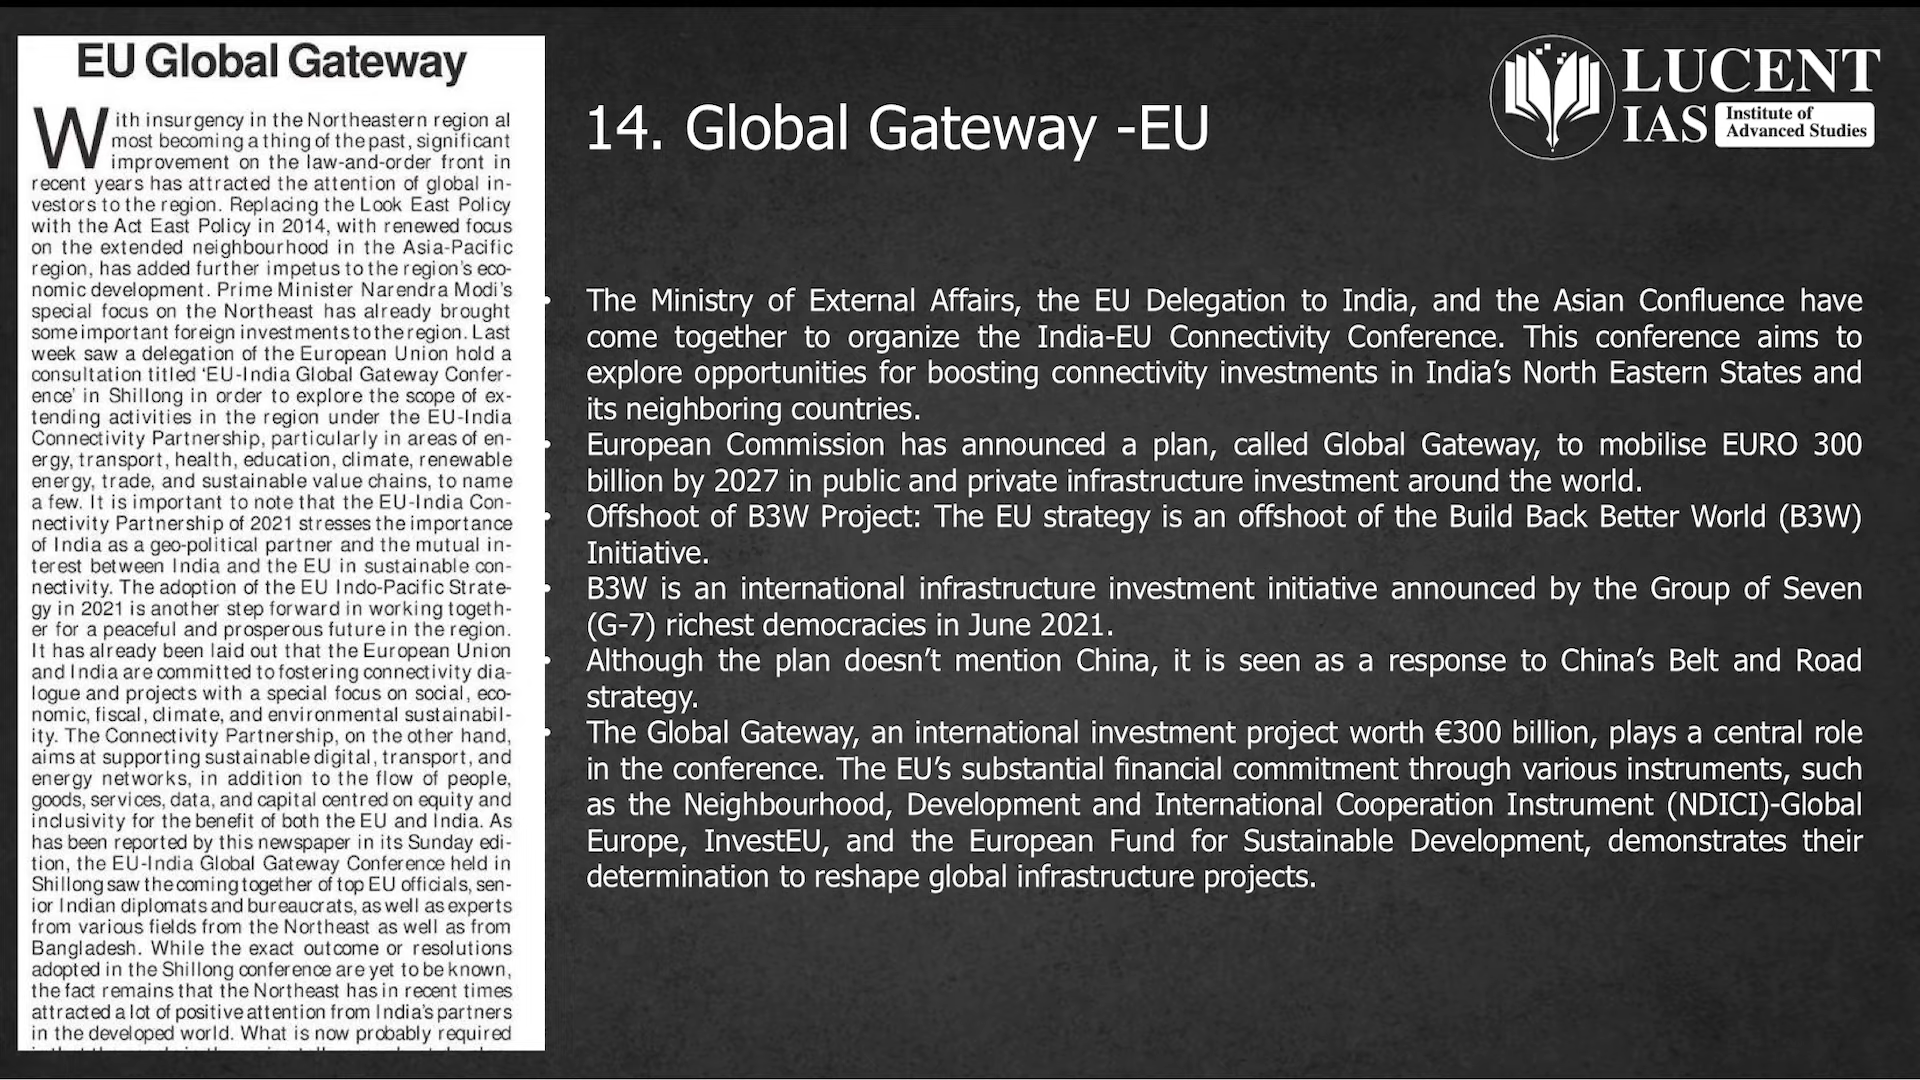 EU Global Gateway
With insurgency in the Northeastern region al
most becoming a thing of the past, significant
improvement on the law-and-order front in
recent years has attracted the attention of global in-
vestors to the region. Replacing the Look East Policy
with the Act East Policy in 2014, with renewed focus
on the extended neighbourhood in the Asia-Pacific
region, has added further impetus to the region's eco-
nomic development. Prime Minister Narendra Modi's
special focus on the Northeast has already brought
some important foreign investments to the region. Last
week saw a delegation of the European Union hold a
consultation titled ‘EU-India Global Gateway Confer-
ence’ in Shillong in order to explore the scope of ex-
tending activities in the region under the EU-India
Connectivity Partnership, particularly in areas of en-
ergy, transport, health, education, climate, renewable
energy, trade, and sustainable value chains, to name
a few. It is important to note that the EU-India Con-
nectivity Partnership of 2021 stresses the importance
of India as a geo-political partner and the mutual in-
terest between India and the EU in sustainable con-
nectivity. The adoption of the EU Indo-Pacific Strate-
gy in 2021 is another step forward in working togeth-
er for a peaceful and prosperous future in the region.
It has already been laid out that the European Union
and India are committed to fostering connectivity dia-
logue and projects with a special focus on social, eco-
nomic, fiscal, climate, and environmental sustainabil-
ity. The Connectivity Partnership, on the other hand,
aims at supporting sustainable digital, transport, and
energy networks, in addition to the flow of people,
goods, services, data, and capital centred on equity and
inclusivity for the benefit of both the EU and India. As
has been reported by this newspaper in its Sunday edi-
tion, the EU-India Global Gateway Conference held in
Shillong saw the coming together of top EU officials, sen-
ior Indian diplomats and bureaucrats, as well as experts
from various fields from the Northeast as well as from
Bangladesh. While the exact outcome or resolutions
adopted in the Shillong conference are yet to be known,
the fact remains that the Northeast has in recent times
attracted a lot of positive attention from India's partners
in the developed world. What is now probably required
14. Global Gateway -EU
LUCENT
IAS Institute of
Advanced Studies
• The Ministry of External Affairs, the EU Delegation to India, and the Asian Confluence have
come together to organize the India-EU Connectivity Conference. This conference aims to
explore opportunities for boosting connectivity investments in India’s North Eastern States and
its neighboring countries.
• European Commission has announced a plan, called Global Gateway, to mobilise EURO 300
billion by 2027 in public and private infrastructure investment around the world.
• Offshoot of B3W Project: The EU strategy is an offshoot of the Build Back Better World (B3W)
Initiative.
• B3W is an international infrastructure investment initiative announced by the Group of Seven
(G-7) richest democracies in June 2021.
• Although the plan doesn’t mention China, it is seen as a response to China’s Belt and Road
strategy.
• The Global Gateway, an international investment project worth €300 billion, plays a central role
in the conference. The EU’s substantial financial commitment through various instruments, such
as the Neighbourhood, Development and International Cooperation Instrument (NDICI)-Global
Europe, InvestEU, and the European Fund for Sustainable Development, demonstrates their
determination to reshape global infrastructure projects.